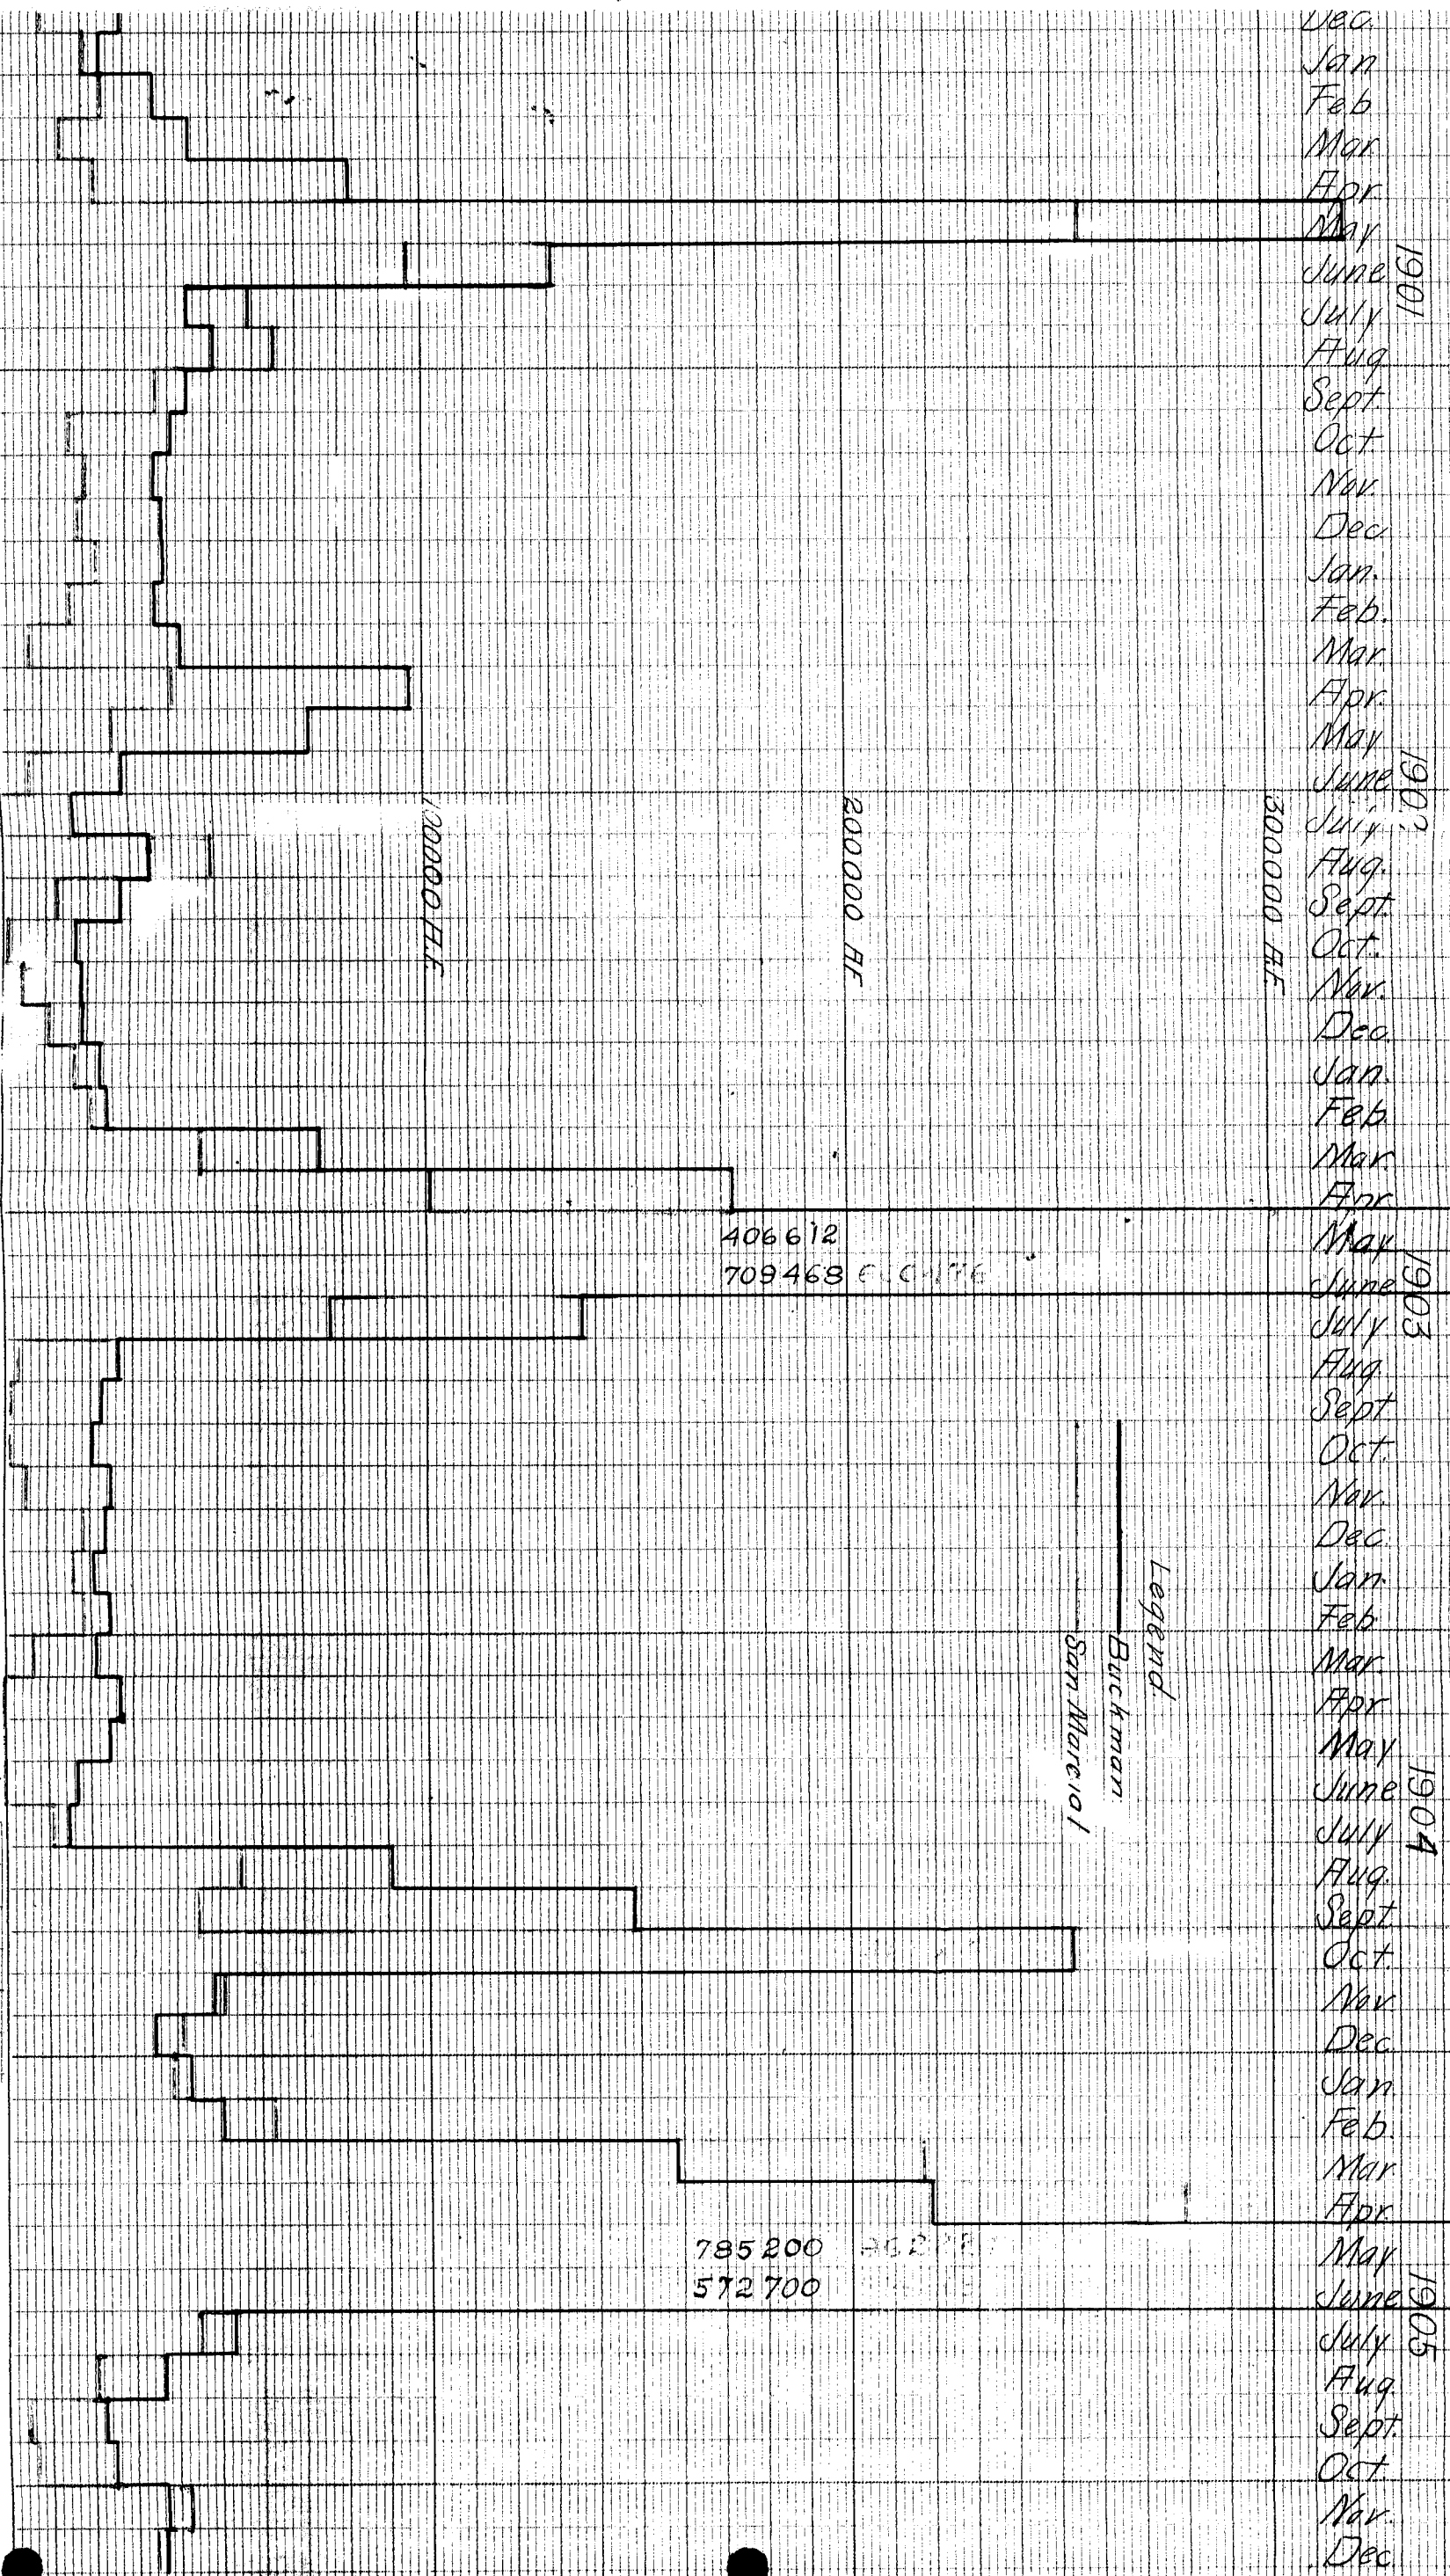 Dec.
Jan
Feb
Mar.
Apr.
May
June
July
Aug
Sept.
Oct.
Nov.
Dec
1901
Jan.
Feb.
Mar.
Apr.
May
June
July
Aug.
Sept.
Oct.
Nov.
Dec.
Jan.
Feb.
Mar.
Apr.
May
June
July
Aug
Sept
Oct.
Nov.
Dec.
1903
Jan.
Feb
Mar.
Apr
May
June
July
Aug.
Sept
Oct.
Nov
Dec
1904
Jan
Feb.
Mar
Apr.
May
June
July
Aug.
Sept.
Oct.
Nov.
Dec
1905
100000 A.F.
200000 AF
300000 AF
406612
709468
Legend.
Buckman
San Marcial
785200
572700